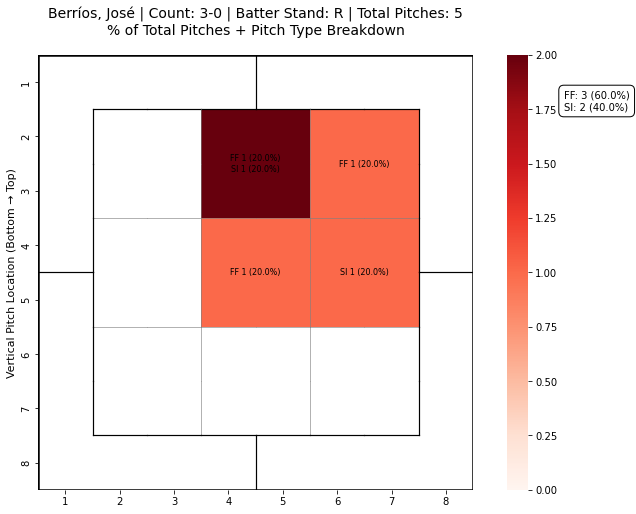 Berríos, José | Count: 3-0 | Batter Stand: R | Total Pitches: 5
% of Total Pitches + Pitch Type Breakdown
Vertical Pitch Location (Bottom → Top)
1
2
3
4
5
6
7
8
FF 1 (20.0%)
SI 1 (20.0%)
FF 1 (20.0%)
FF 1 (20.0%)
SI 1 (20.0%)
1
2
3
4
5
6
7
8
2.00
1.75
1.50
1.25
1.00
0.75
0.50
0.25
0.00
FF: 3 (60.0%)
SI: 2 (40.0%)